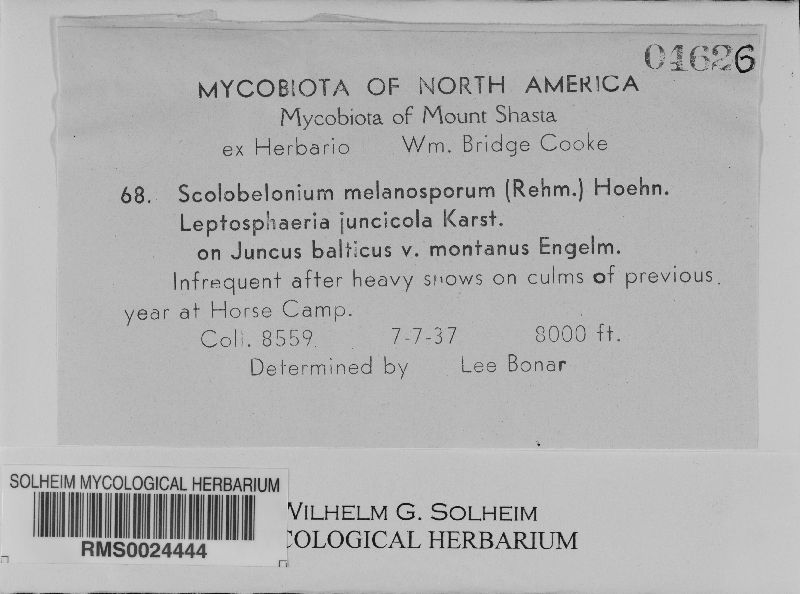 01626
MYCOBIOTA OF NORTH AMERICA
Mycobiota of Mount Shasta
ex Herbario Wm. Bridge Cooke
68. Scolobelonium melanosporum (Rehm.) Hoehn.
Leptosphaeria juncicola Karst.
on Juncus balticus v. montanus Engelm.
Infrequent after heavy snows on culms of previous
year at Horse Camp.
Coll. 8559. 7-7-37 8000 ft.
Determined by Lee Bonar
SOLHEIM MYCOLOGICAL HERBARIUM
RMS0024444
WILHELM G. SOLHEIM
COLOGICAL HERBARIUM